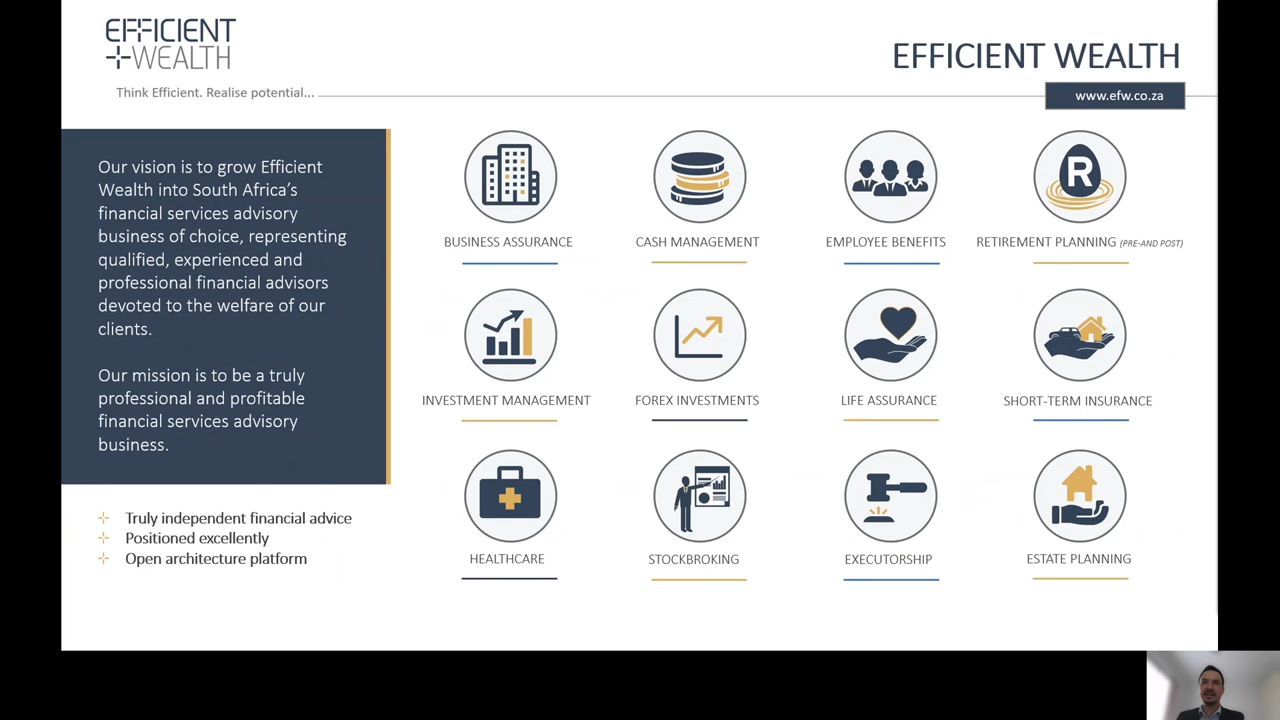 EFFICIENT
WEALTH
Think Efficient. Realise potential...
EFFICIENT WEALTH
www.efw.co.za
Our vision is to grow Efficient
Wealth into South Africa's
financial services advisory
business of choice, representing
qualified, experienced and
professional financial advisors
devoted to the welfare of our
clients.
Our mission is to be a truly
professional and profitable
financial services advisory
business.
Truly independent financial advice
Positioned excellently
Open architecture platform
BUSINESS ASSURANCE
CASH MANAGEMENT
EMPLOYEE BENEFITS
R
RETIREMENT PLANNING (PRE-AND POST)
INVESTMENT MANAGEMENT
FOREX INVESTMENTS
LIFE ASSURANCE
SHORT-TERM INSURANCE
HEALTHCARE
STOCKBROKING
EXECUTORSHIP
ESTATE PLANNING